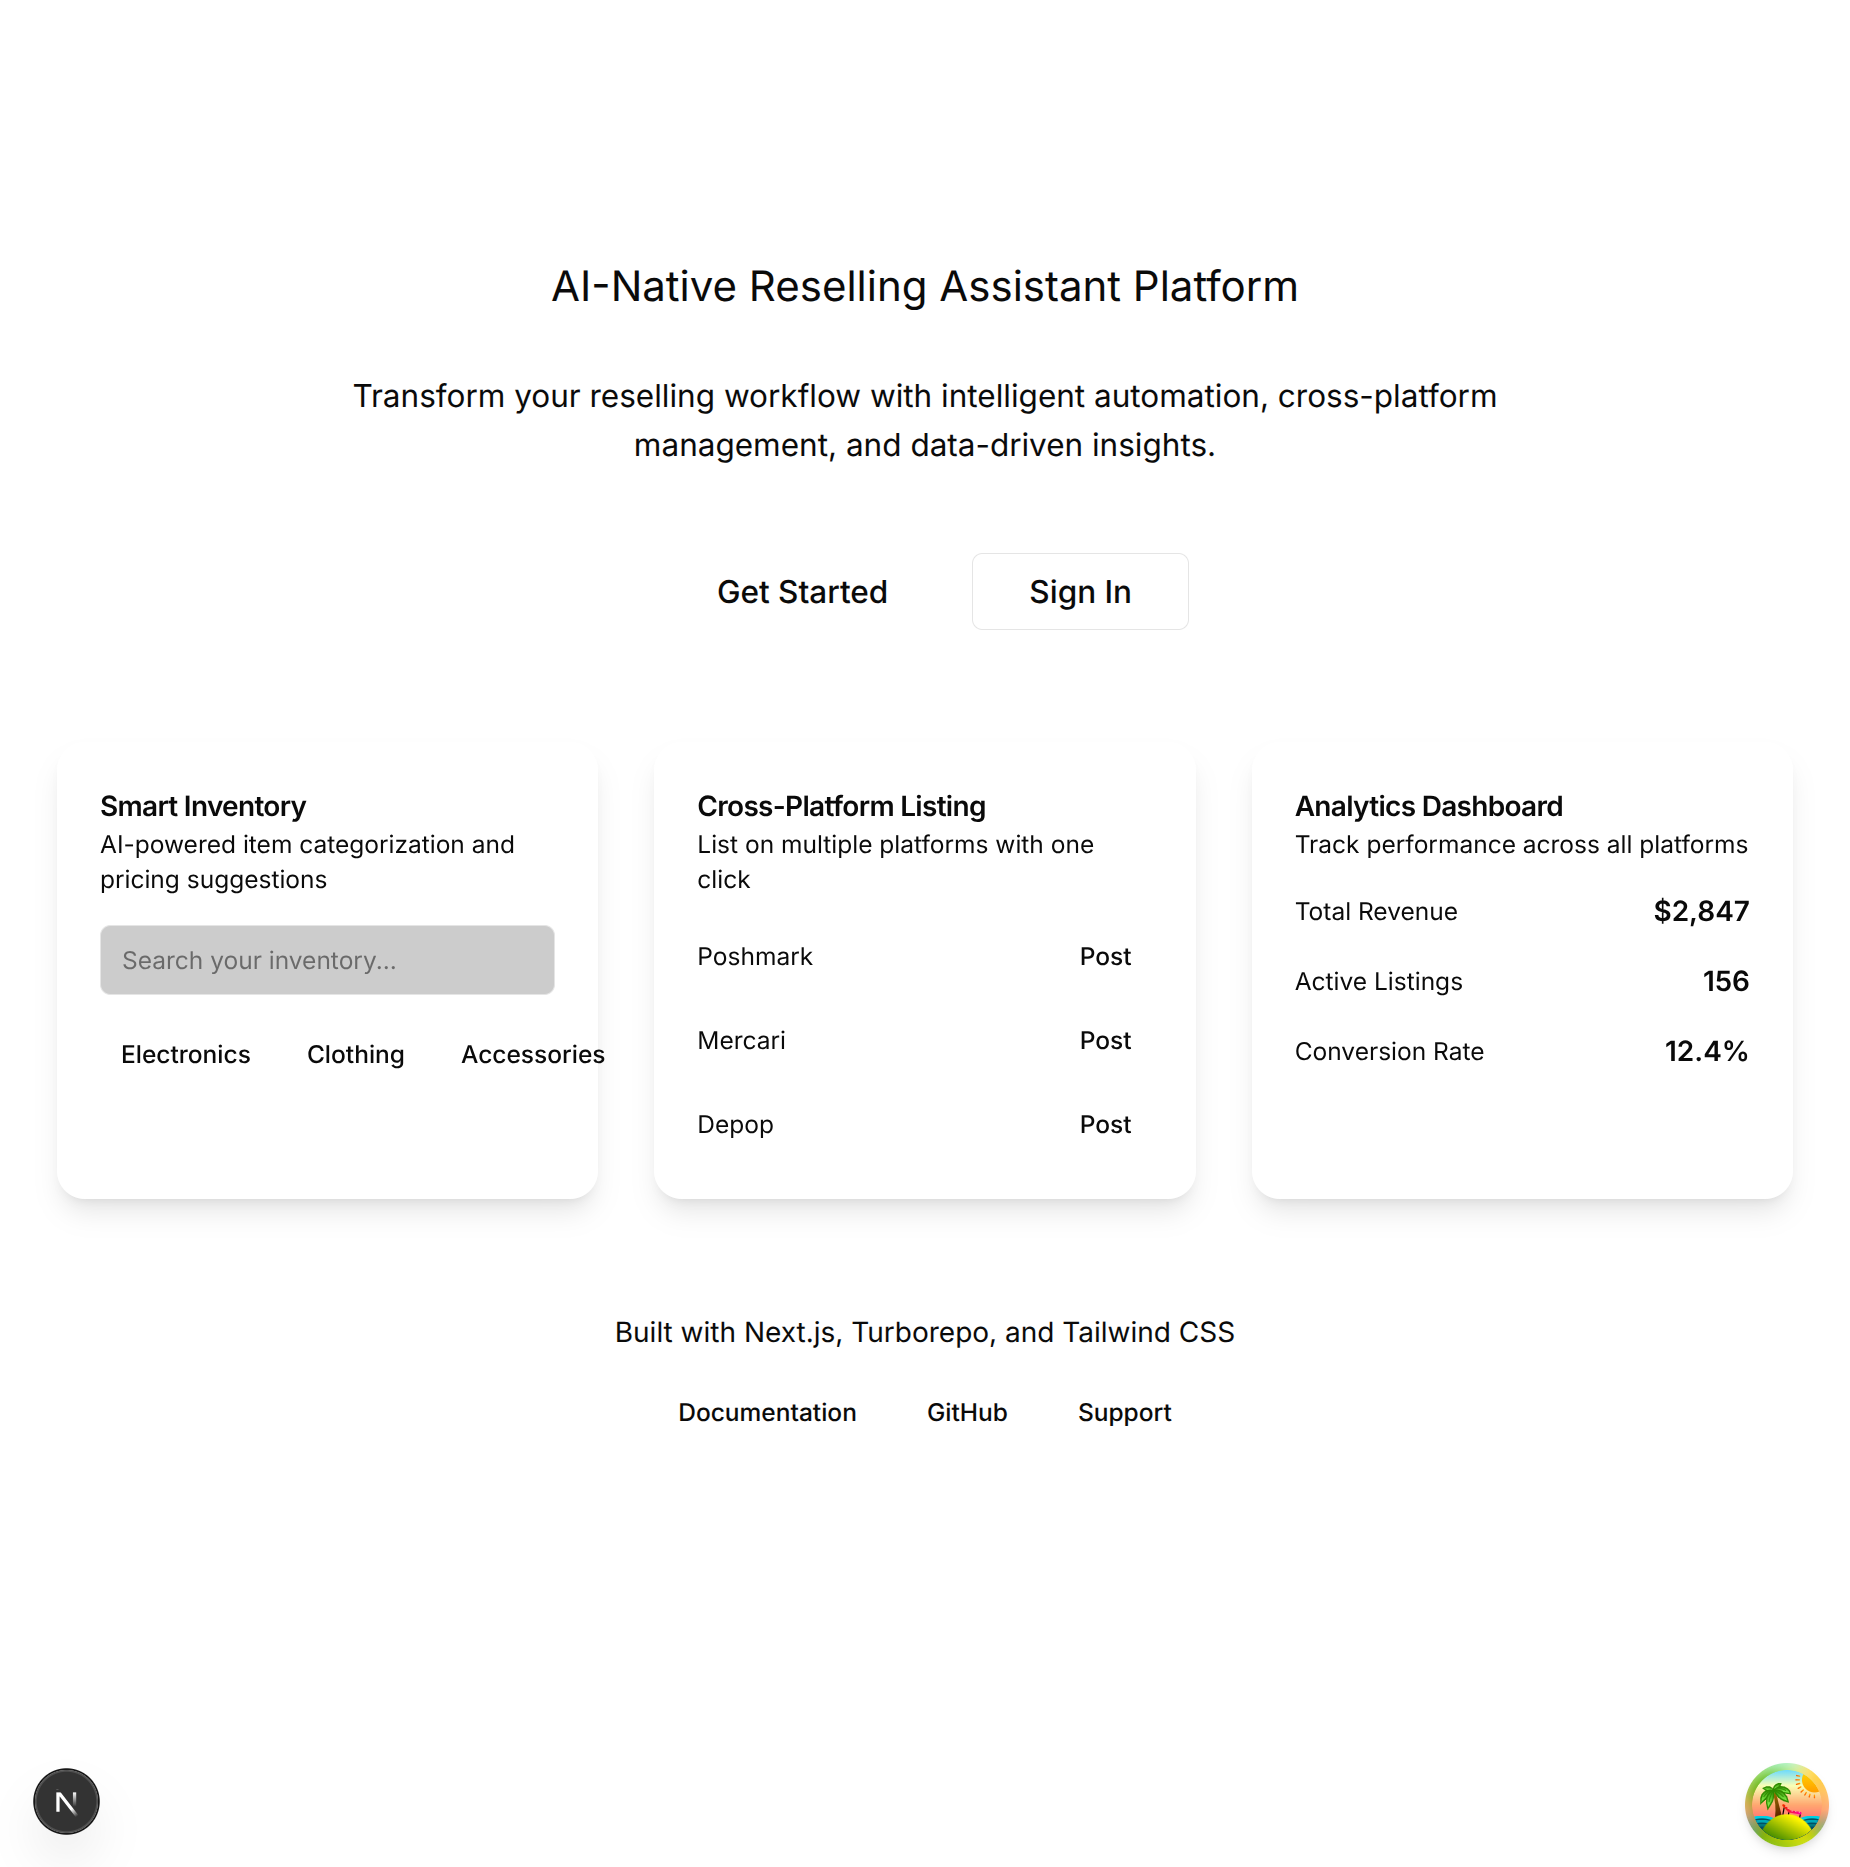 AI-Native Reselling Assistant Platform
Transform your reselling workflow with intelligent automation, cross-platform
management, and data-driven insights.
Get Started
Sign In
Smart Inventory
AI-powered item categorization and
pricing suggestions
Search your inventory...
Electronics
Clothing
Accessories
Cross-Platform Listing
List on multiple platforms with one
click
Poshmark
Post
Mercari
Post
Depop
Post
Analytics Dashboard
Track performance across all platforms
Total Revenue
$2,847
Active Listings
156
Conversion Rate
12.4%
Built with Next.js, Turborepo, and Tailwind CSS
Documentation
GitHub
Support
N